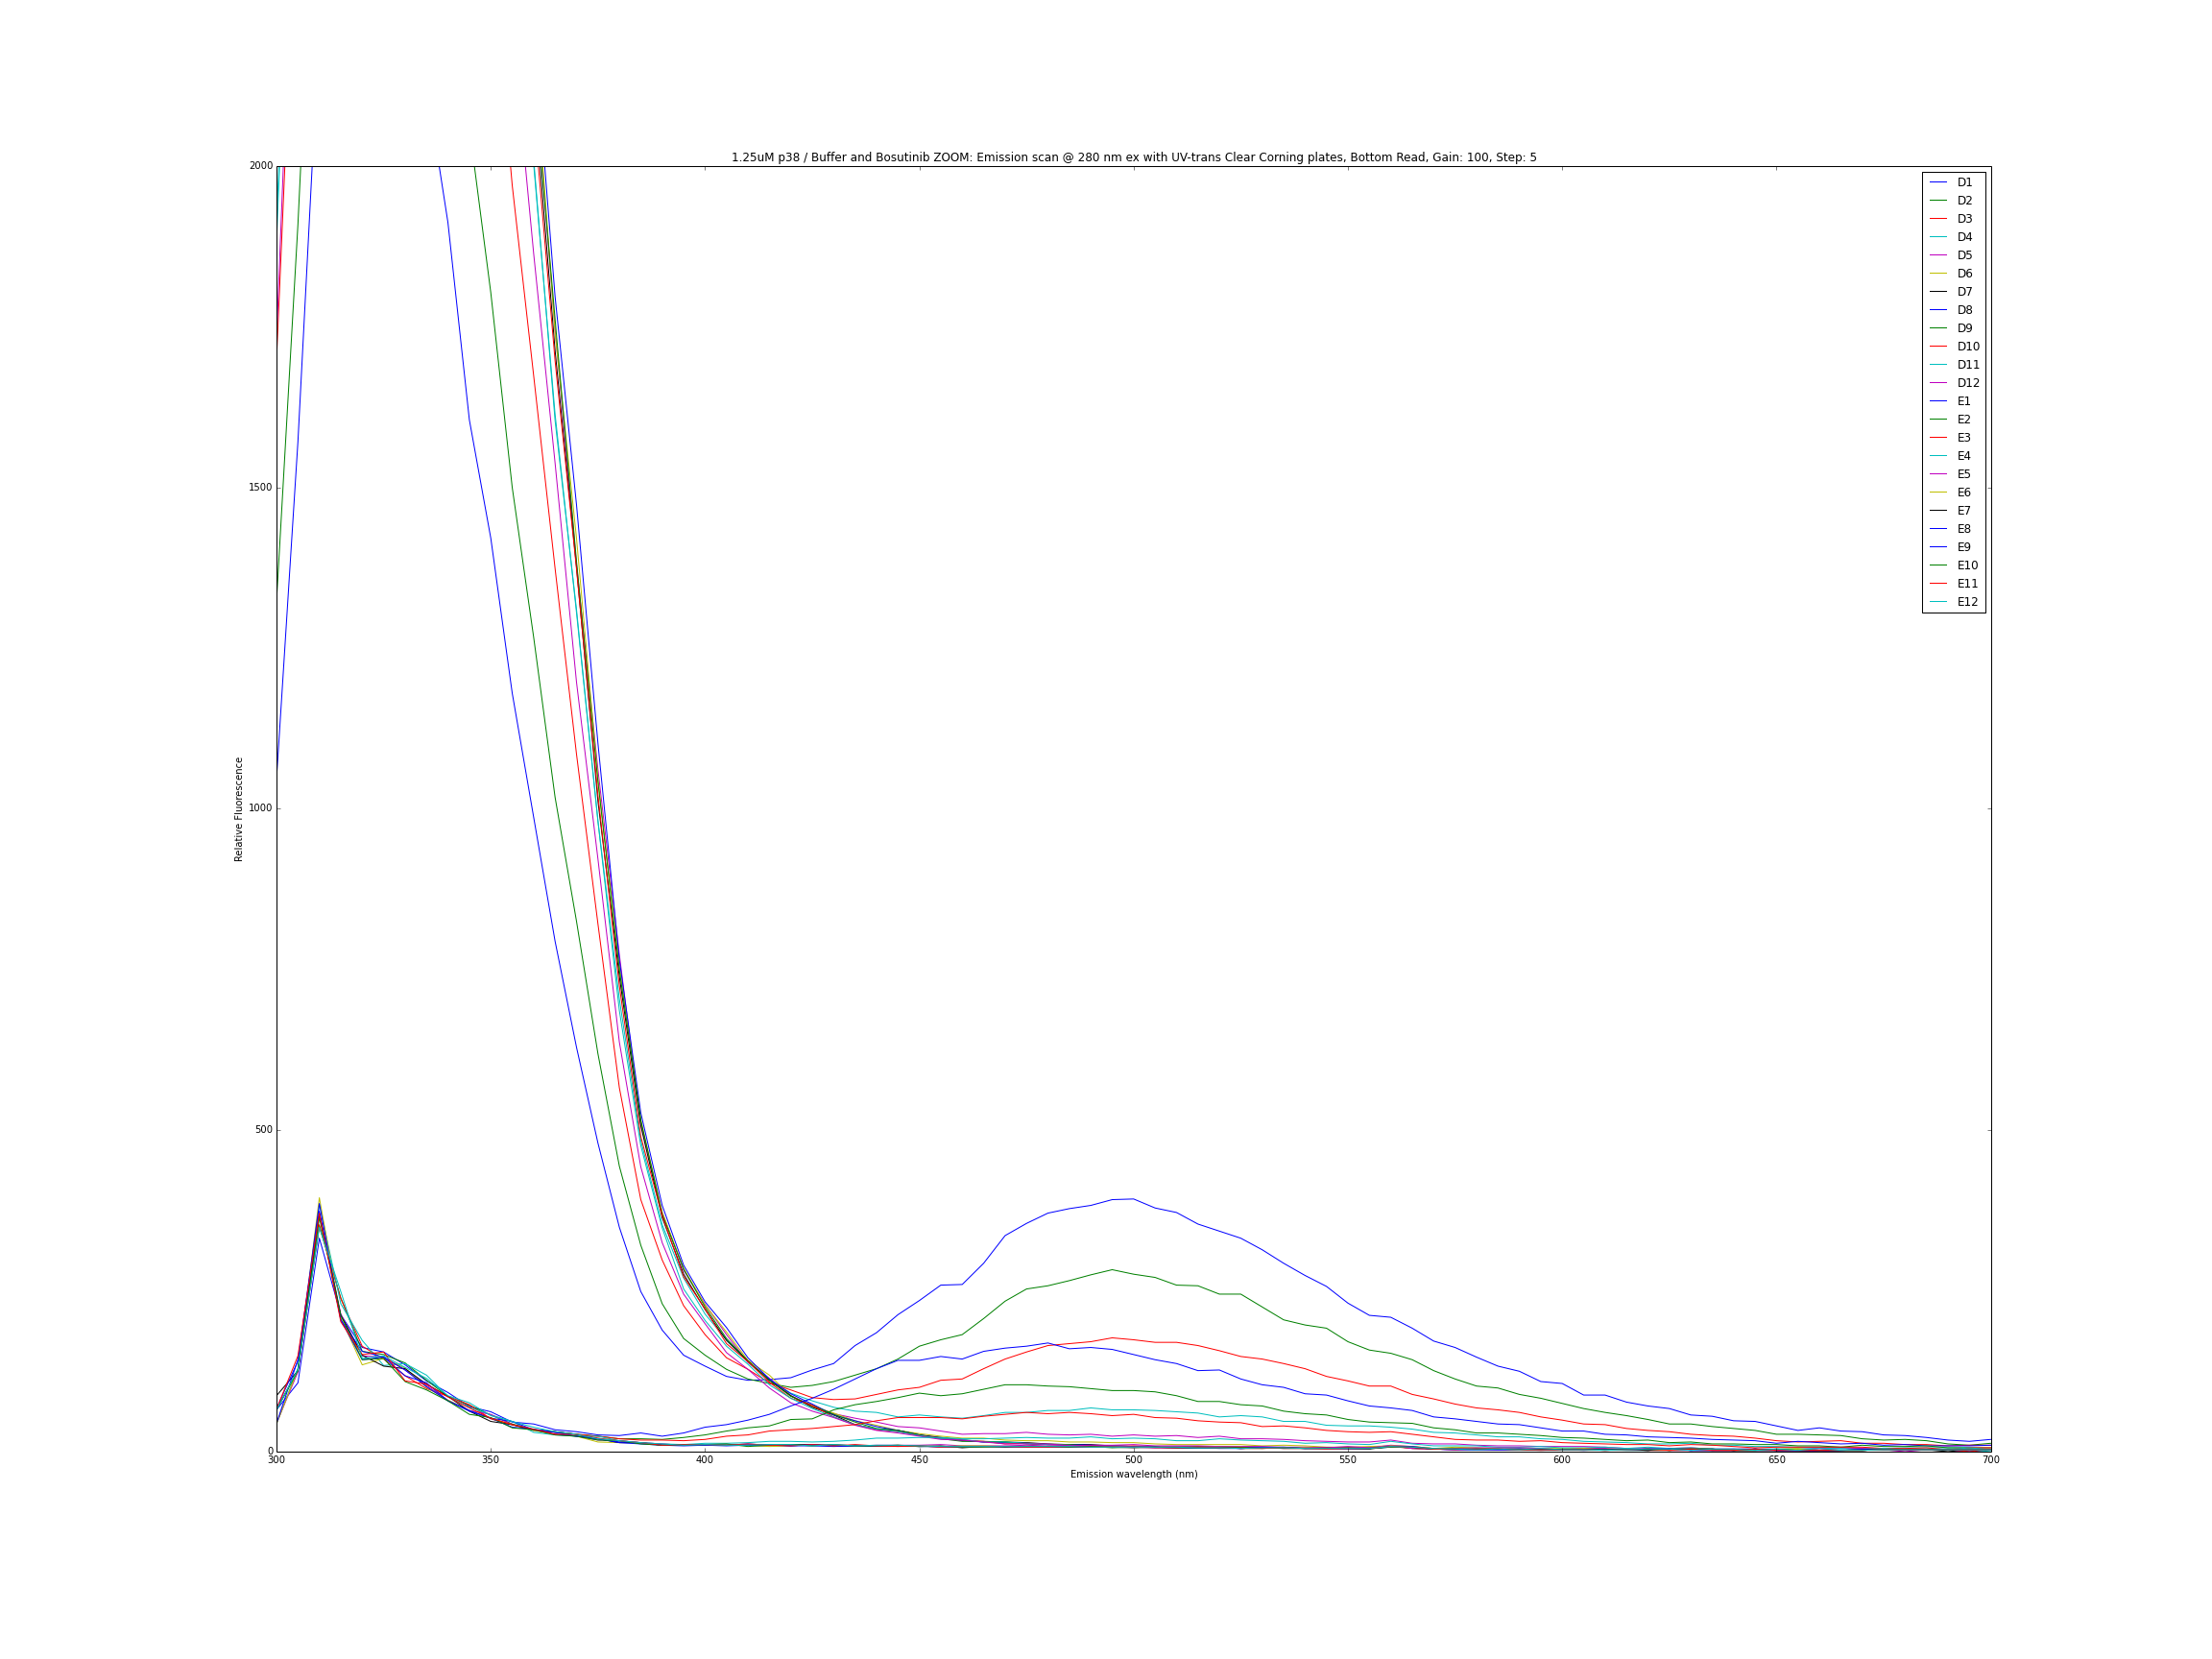 1.25uM p38 / Buffer and Bosutinib ZOOM: Emission scan @ 280 nm ex with UV-trans Clear Corning plates, Bottom Read, Gain: 100, Step: 5
2000
1500
1000
500
0
Relative Fluorescence
D1
D2
D3
D4
D5
D6
D7
D8
D9
D10
D11
D12
E1
E2
E3
E4
E5
E6
E7
E8
E9
E10
E11
E12
300 350 400 450 500 550 600 650 700
Emission wavelength (nm)